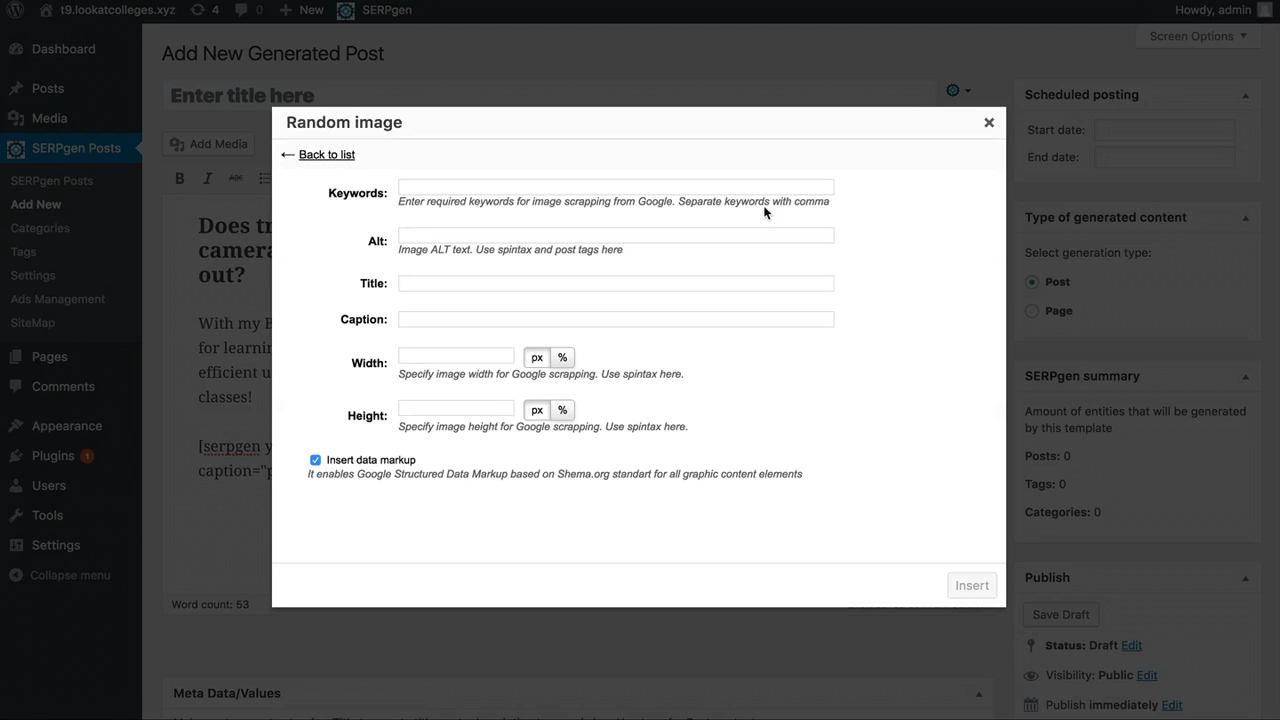 t9.lookatcolleges.xyz 4 0 New SERPgen Howdy, admin
Screen Options
Dashboard
Posts
Media
SERPgen Posts
SERPgen Posts
Add New
Categories
Tags
Settings
Ads Management
SiteMap
Pages
Comments
Appearance
Plugins 1
Users
Tools
Settings
Collapse menu
Add New Generated Post
Enter title here
Add Media
B I ABC
Does
camera
out?
With my
for learnin
efficient u
classes!
[serpgen y
caption="p
Word count: 53
Meta Data/Values
Random image
← Back to list
Keywords:
Enter required keywords for image scrapping from Google. Separate keywords with comma
Alt:
Image ALT text. Use spintax and post tags here
Title:
Caption:
Width: px %
Specify image width for Google scrapping. Use spintax here.
Height: px %
Specify image height for Google scrapping. Use spintax here.
Insert data markup
It enables Google Structured Data Markup based on Shema.org standart for all graphic content elements
Insert
Scheduled posting
Start date:
End date:
Type of generated content
Select generation type:
Post
Page
SERPgen summary
Amount of entities that will be generated
by this template
Posts: 0
Tags: 0
Categories: 0
Publish
Save Draft
Status: Draft Edit
Visibility: Public Edit
Publish immediately Edit